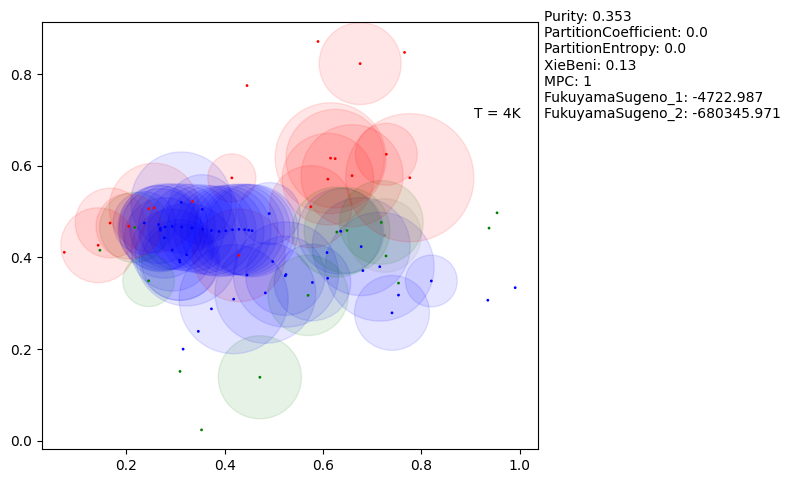 Purity: 0.353
PartitionCoefficient: 0.0
PartitionEntropy: 0.0
XieBeni: 0.13
MPC: 1
FukuyamaSugeno_1: -4722.987
FukuyamaSugeno_2: -680345.971
T = 4K
0.8
0.6
0.4
0.2
0.0
0.2 0.4 0.6 0.8 1.0